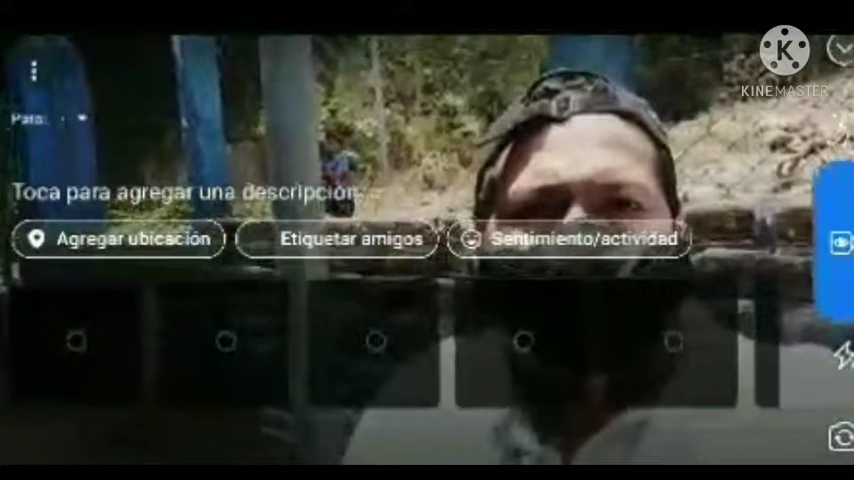 KINEMASTER
Para:
Toca para agregar una descripción
Agregar ubicación
Etiquetar amigos
Sentimiento/actividad